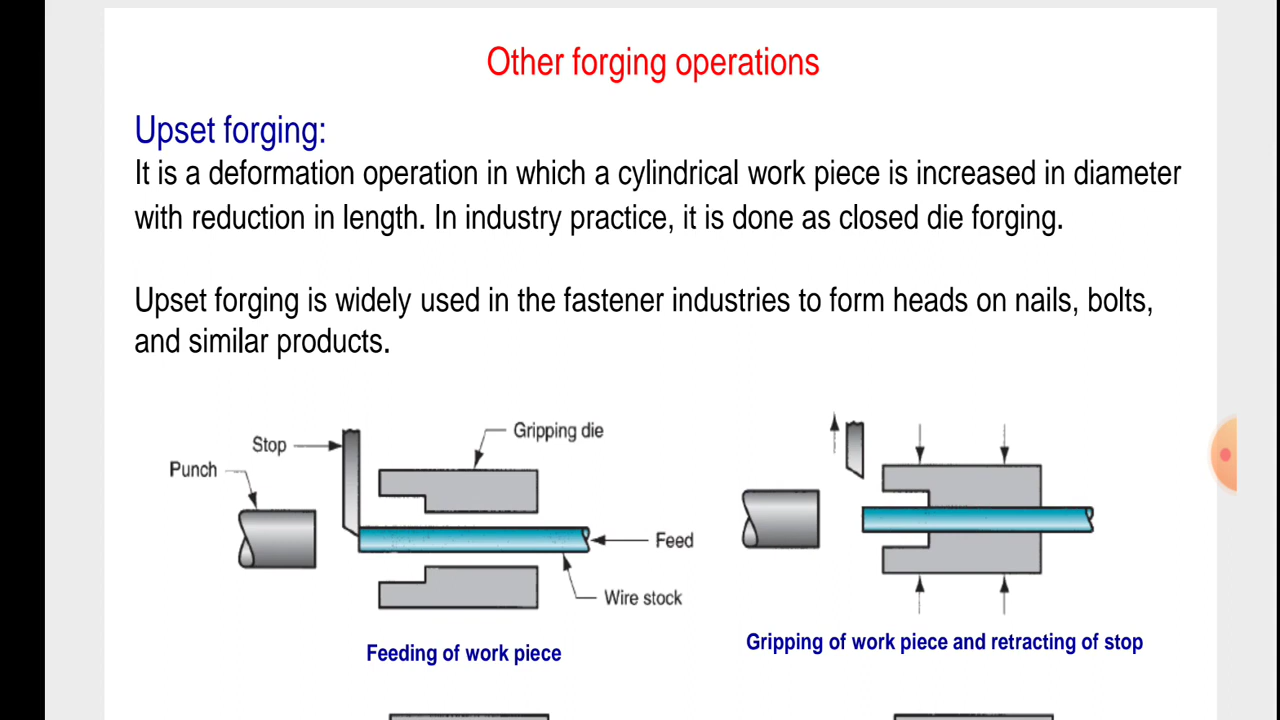 Other forging operations
Upset forging:
It is a deformation operation in which a cylindrical work piece is increased in diameter
with reduction in length. In industry practice, it is done as closed die forging.
Upset forging is widely used in the fastener industries to form heads on nails, bolts,
and similar products.
Stop
Gripping die
Punch
Feed
Wire stock
Feeding of work piece
Gripping of work piece and retracting of stop